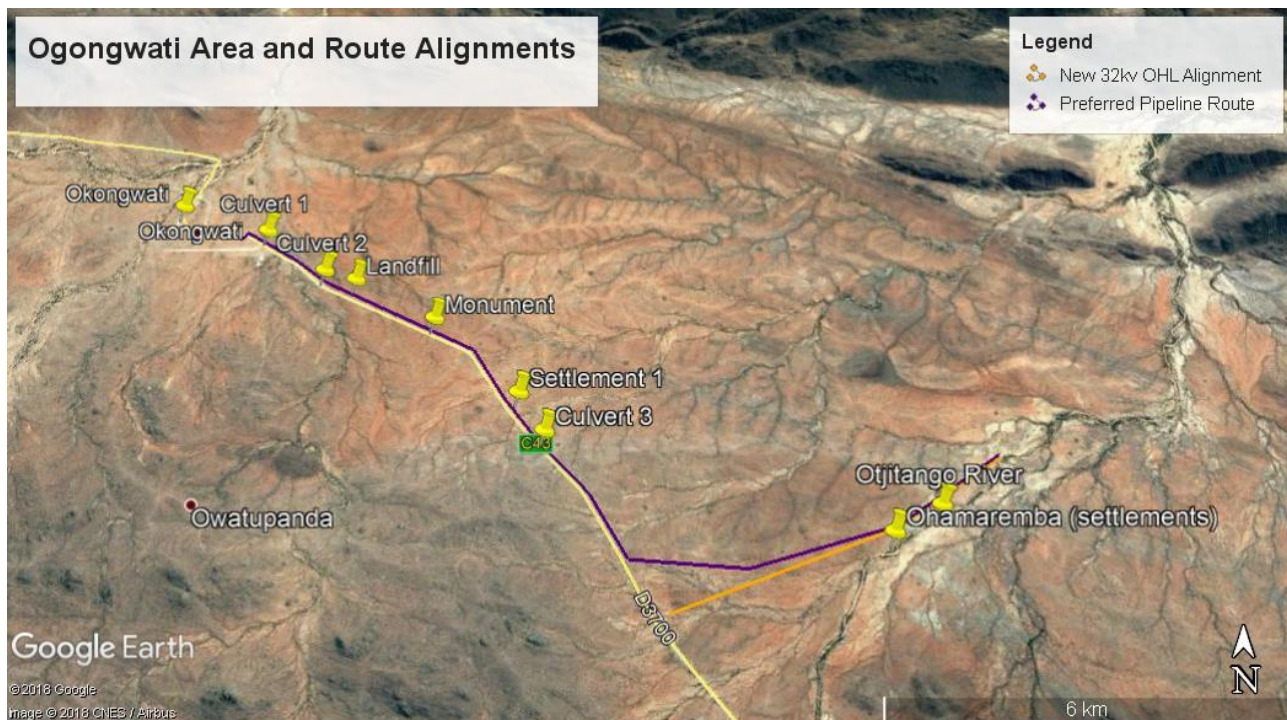 Ogongwati Area and Route Alignments
Legend
New 32kv OHL Alignment
Preferred Pipeline Route
Okongwati
Culvert 1
Okongwati
Culvert 2
Landfill
Monument
Settlement 1
Culvert 3
C43
Otjitango River
Ohamaremba (settlements)
Owatupanda
D3700
Google Earth
© 2018 Google
Image © 2018 CNES / Airbus
6 km
N